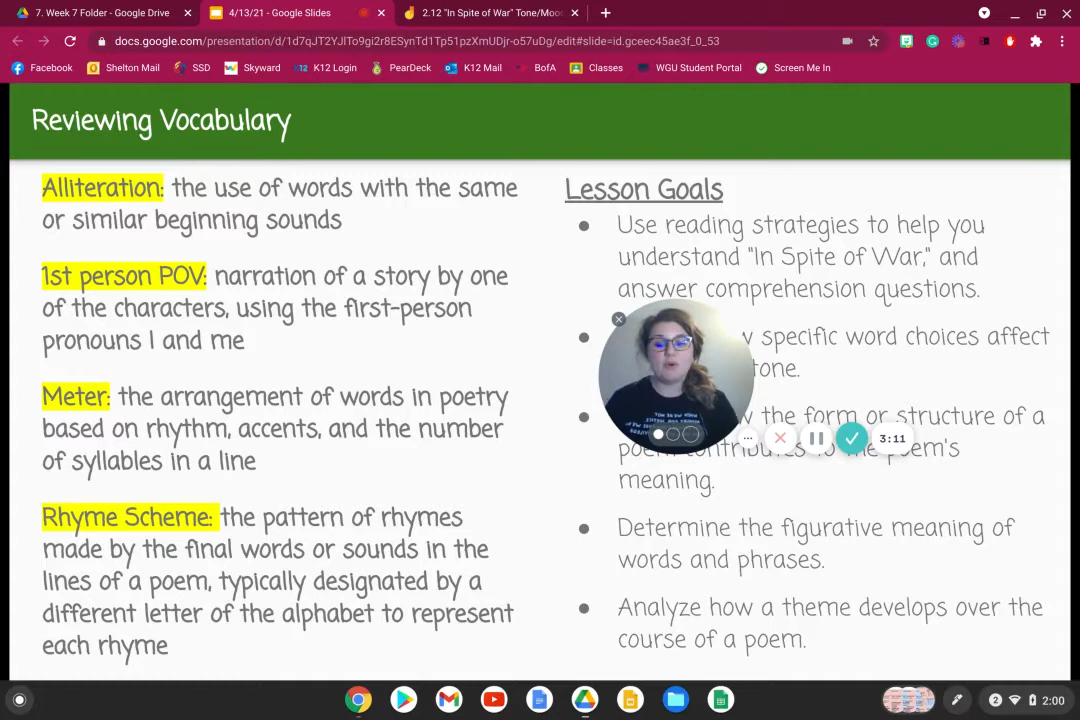 7. Week 7 Folder - Google Drive
4/13/21 - Google Slides
2.12 "In Spite of War" Tone/Moo
docs.google.com/presentation/d/1d7qJT2YJlTo9gi2r8ESynTd1Tp51pzXmUDjr-o57uDg/edit#slide=id.gceec45ae3f_0_53
Facebook
Shelton Mail
SSD
Skyward
K12 Login
PearDeck
K12 Mail
BofA
Classes
WGU Student Portal
Screen Me In
Reviewing Vocabulary
Alliteration: the use of words with the same
or similar beginning sounds
1st person POV: narration of a story by one
of the characters, using the first-person
pronouns I and me
Meter: the arrangement of words in poetry
based on rhythm, accents, and the number
of syllables in a line
Rhyme Scheme: the pattern of rhymes
made by the final words or sounds in the
lines of a poem, typically designated by a
different letter of the alphabet to represent
each rhyme
Lesson Goals
Use reading strategies to help you
understand "In Spite of War," and
answer comprehension questions.
specific word choices affect
tone.
the form or structure of a
poem's
meaning.
3:11
Determine the figurative meaning of
words and phrases.
Analyze how a theme develops over the
course of a poem.
2
2:00